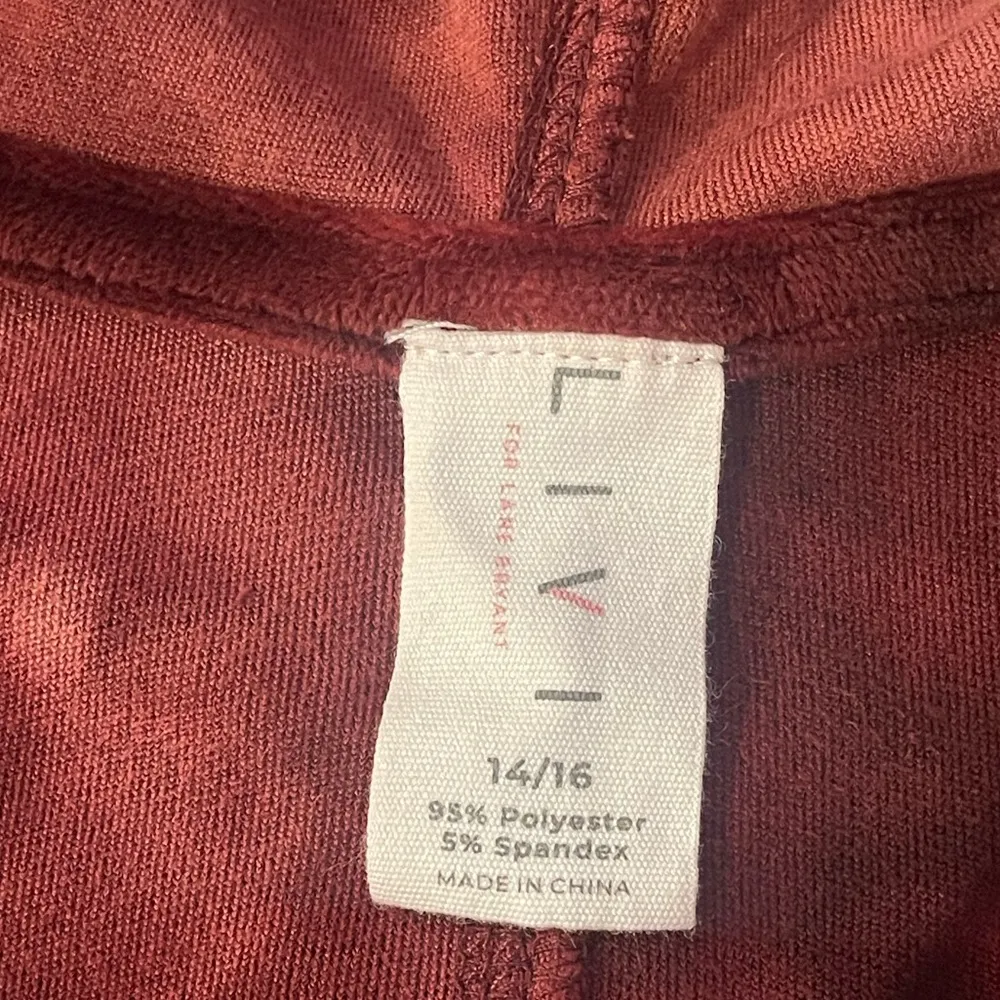 LIVI
FOR LANE BRYANT
14/16
95% Polyester
5% Spandex
MADE IN CHINA